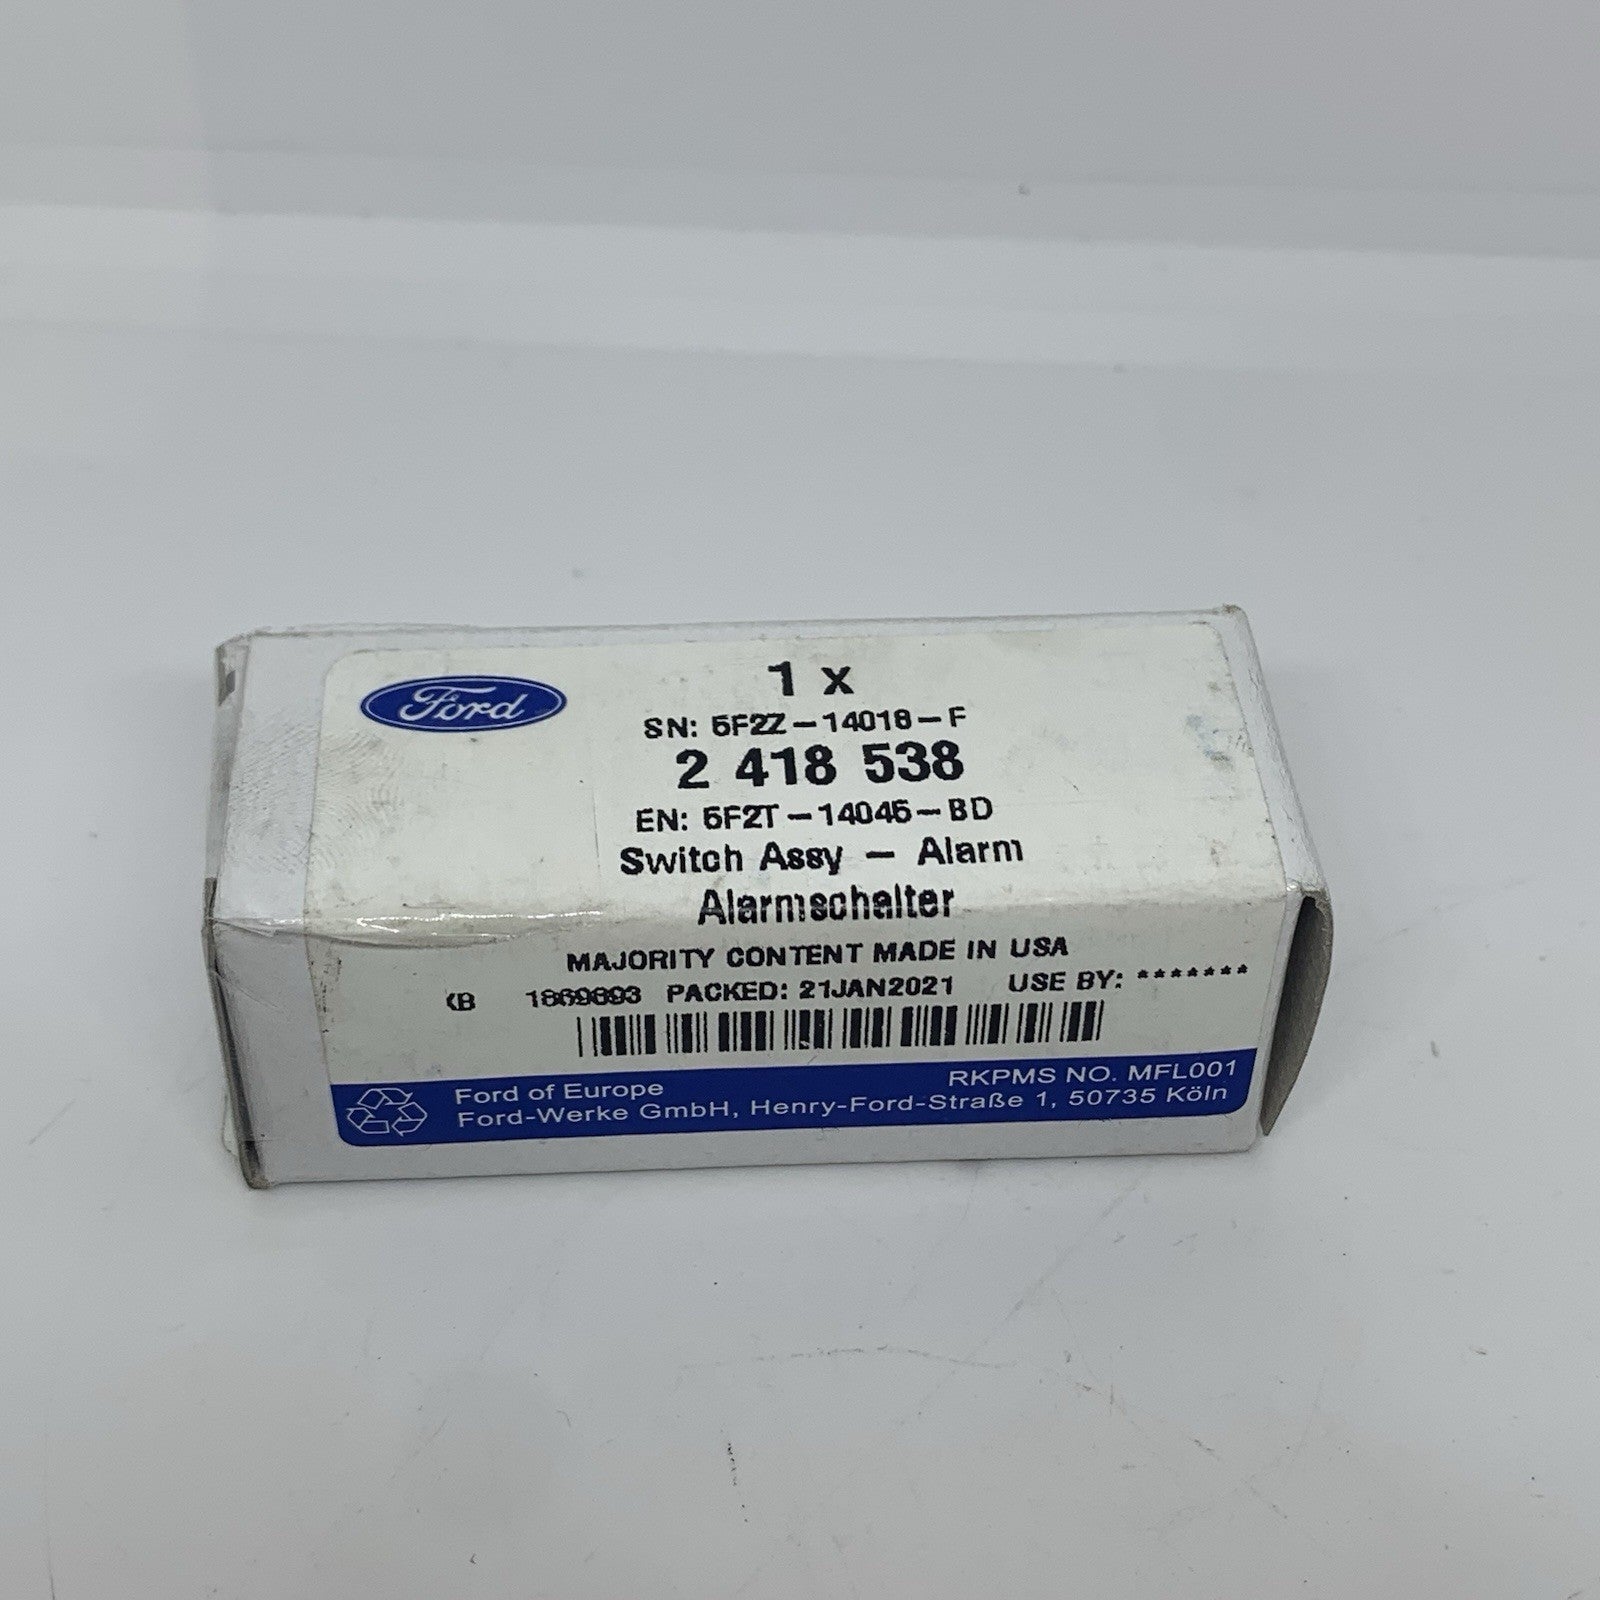 Ford
1 x
SN: 5F2Z-14018-F
2 418 538
EN: 5F2T-14045-BD
Switch Assy - Alarm
Alarmschalter
MAJORITY CONTENT MADE IN USA
PACKED: 21JAN2021 USE BY: *******
RKPMS NO. MFL001
Ford of Europe
Ford-Werke GmbH, Henry-Ford-Straße 1, 50735 Köln